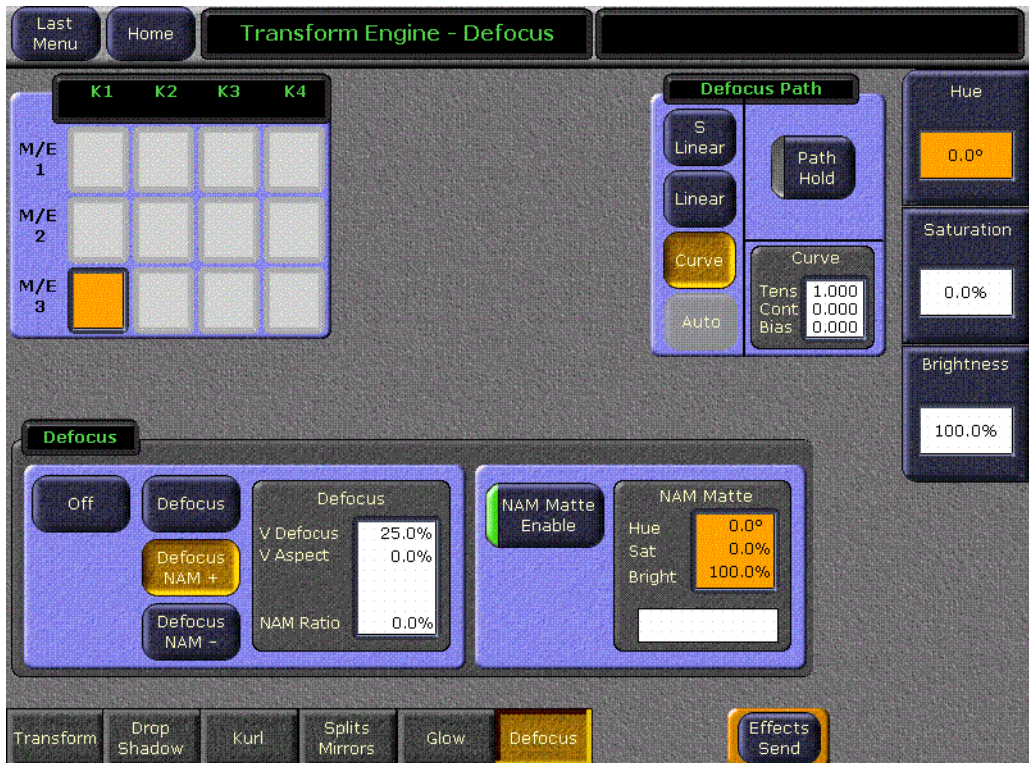 Last
Menu
Home
Transform Engine - Defocus
K1 K2 K3 K4
M/E
1
M/E
2
M/E
3
Defocus Path
S
Linear
Linear
Curve
Auto
Path
Hold
Curve
Tens 1.000
Cont 0.000
Bias 0.000
Hue
0.0°
Saturation
0.0%
Brightness
100.0%
Defocus
Off
Defocus
Defocus
NAM +
Defocus
NAM -
Defocus
V Defocus 25.0%
V Aspect 0.0%
NAM Ratio 0.0%
NAM Matte
Enable
NAM Matte
Hue 0.0°
Sat 0.0%
Bright 100.0%
Transform
Drop
Shadow
Kurl
Splits
Mirrors
Glow
Defocus
Effects
Send